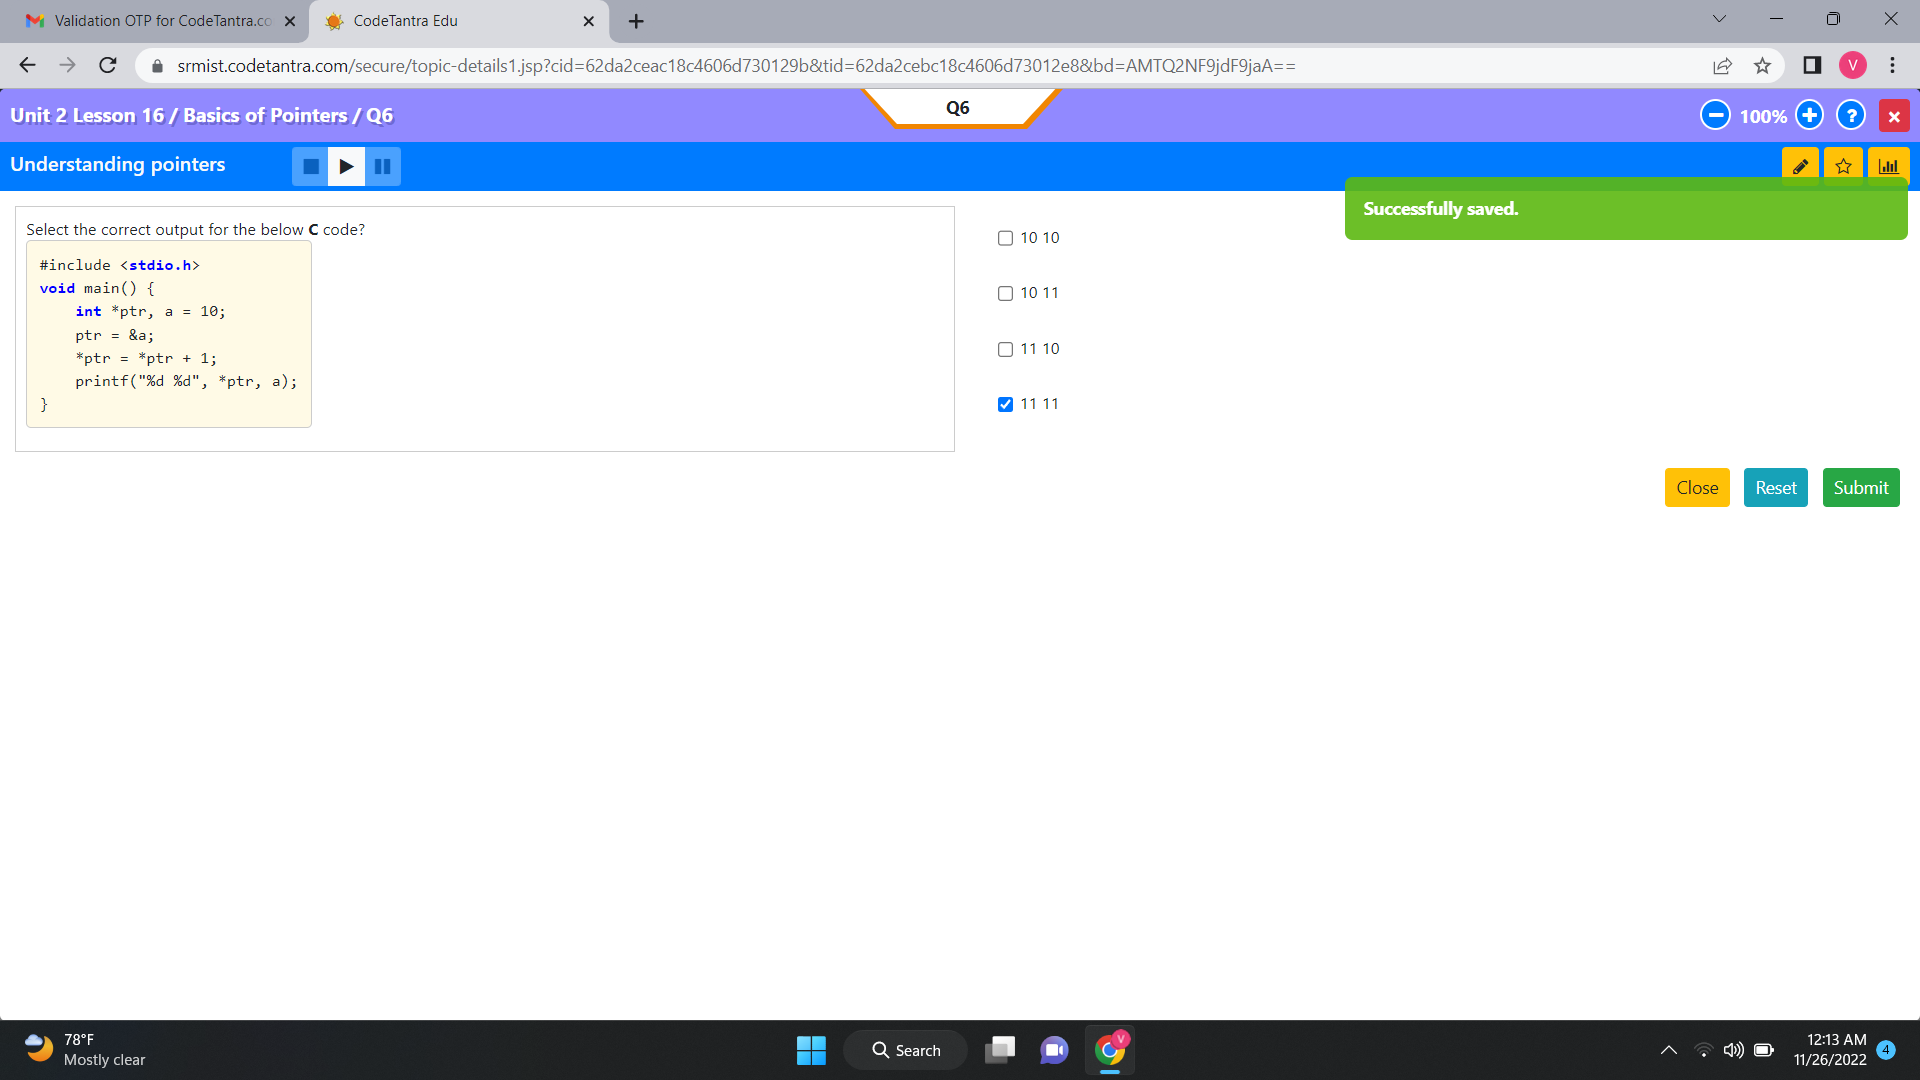 Validation OTP for CodeTantra.co
CodeTantra Edu
srmist.codetantra.com/secure/topic-details1.jsp?cid=62da2ceac18c4606d730129b&tid=62da2cebc18c4606d73012e8&bd=AMTQ2NF9jdF9jaA==
V
Unit 2 Lesson 16 / Basics of Pointers / Q6
Q6
100%
?
Understanding pointers
Successfully saved.
Select the correct output for the below C code?
#include <stdio.h>
void main() {
    int *ptr, a = 10;
    ptr = &a;
    *ptr = *ptr + 1;
    printf("%d %d", *ptr, a);
}
10 10
10 11
11 10
11 11
Close
Reset
Submit
78°F
Mostly clear
Search
V
12:13 AM
11/26/2022
4